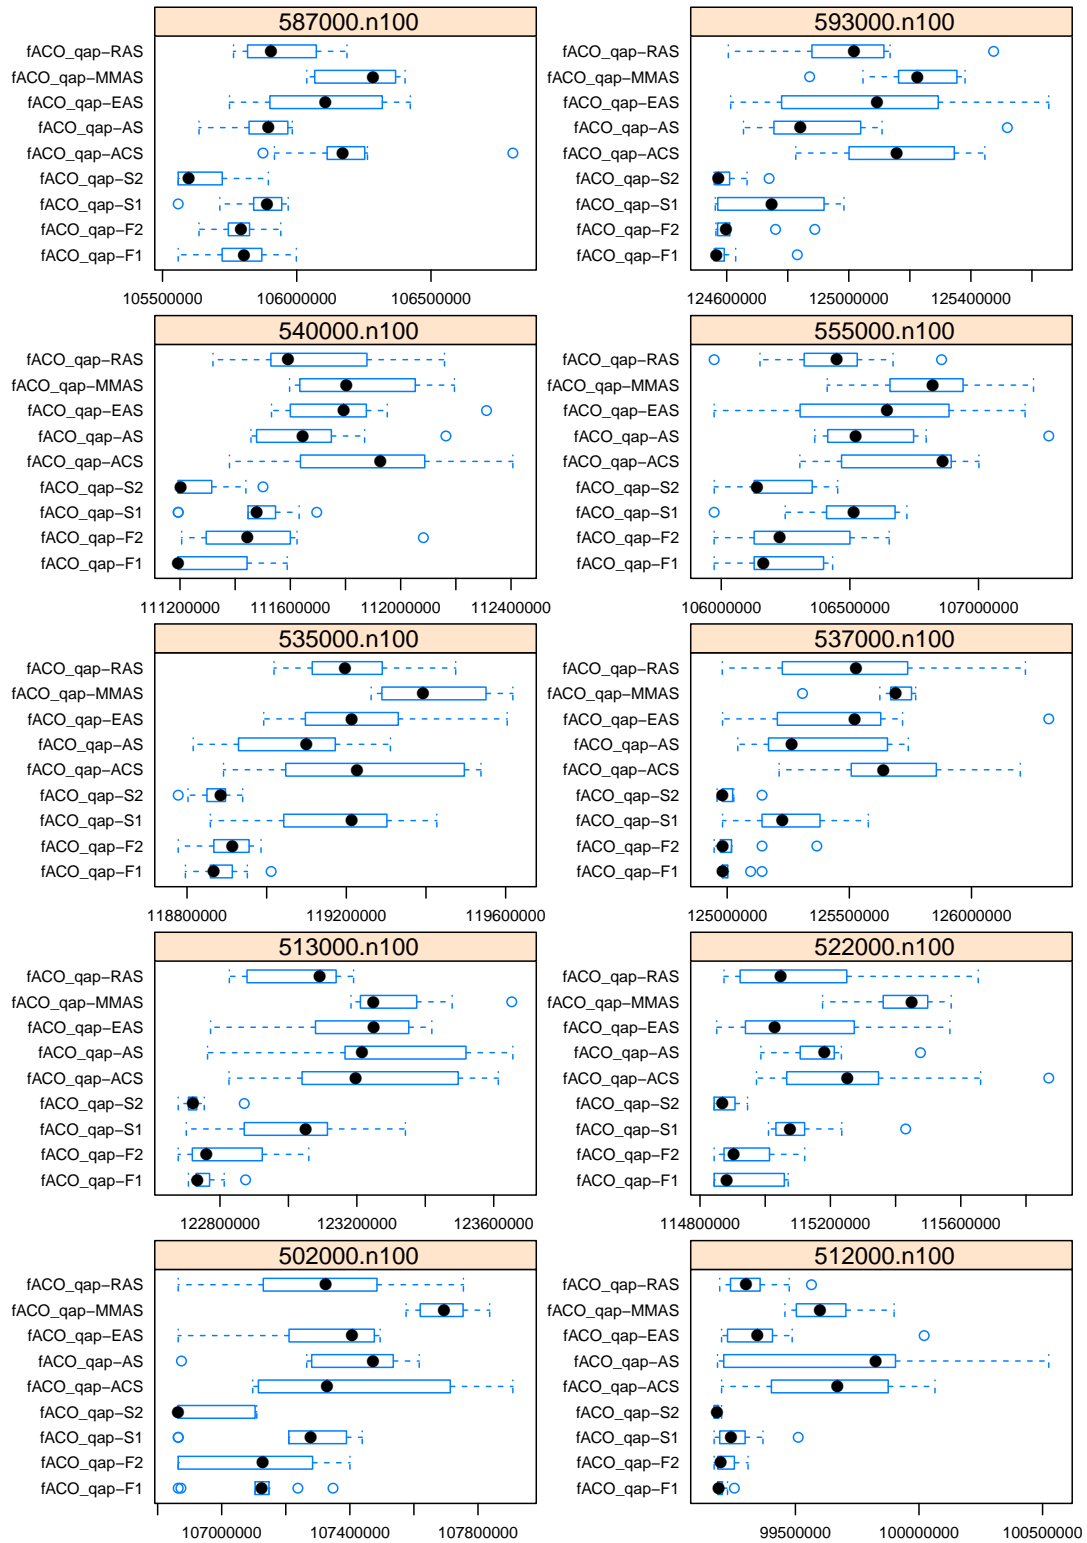 587000.n100
fACO_qap−RAS
fACO_qap−MMAS
fACO_qap−EAS
fACO_qap−AS
fACO_qap−ACS
fACO_qap−S2
fACO_qap−S1
fACO_qap−F2
fACO_qap−F1
105500000 106000000 106500000
593000.n100
fACO_qap−RAS
fACO_qap−MMAS
fACO_qap−EAS
fACO_qap−AS
fACO_qap−ACS
fACO_qap−S2
fACO_qap−S1
fACO_qap−F2
fACO_qap−F1
124600000 125000000 125400000
540000.n100
fACO_qap−RAS
fACO_qap−MMAS
fACO_qap−EAS
fACO_qap−AS
fACO_qap−ACS
fACO_qap−S2
fACO_qap−S1
fACO_qap−F2
fACO_qap−F1
111200000 111600000 112000000 112400000
555000.n100
fACO_qap−RAS
fACO_qap−MMAS
fACO_qap−EAS
fACO_qap−AS
fACO_qap−ACS
fACO_qap−S2
fACO_qap−S1
fACO_qap−F2
fACO_qap−F1
106000000 106500000 107000000
535000.n100
fACO_qap−RAS
fACO_qap−MMAS
fACO_qap−EAS
fACO_qap−AS
fACO_qap−ACS
fACO_qap−S2
fACO_qap−S1
fACO_qap−F2
fACO_qap−F1
118800000 119200000 119600000
537000.n100
fACO_qap−RAS
fACO_qap−MMAS
fACO_qap−EAS
fACO_qap−AS
fACO_qap−ACS
fACO_qap−S2
fACO_qap−S1
fACO_qap−F2
fACO_qap−F1
125000000 125500000 126000000
513000.n100
fACO_qap−RAS
fACO_qap−MMAS
fACO_qap−EAS
fACO_qap−AS
fACO_qap−ACS
fACO_qap−S2
fACO_qap−S1
fACO_qap−F2
fACO_qap−F1
122800000 123200000 123600000
522000.n100
fACO_qap−RAS
fACO_qap−MMAS
fACO_qap−EAS
fACO_qap−AS
fACO_qap−ACS
fACO_qap−S2
fACO_qap−S1
fACO_qap−F2
fACO_qap−F1
114800000 115200000 115600000
502000.n100
fACO_qap−RAS
fACO_qap−MMAS
fACO_qap−EAS
fACO_qap−AS
fACO_qap−ACS
fACO_qap−S2
fACO_qap−S1
fACO_qap−F2
fACO_qap−F1
107000000 107400000 107800000
512000.n100
fACO_qap−RAS
fACO_qap−MMAS
fACO_qap−EAS
fACO_qap−AS
fACO_qap−ACS
fACO_qap−S2
fACO_qap−S1
fACO_qap−F2
fACO_qap−F1
99500000 100000000 100500000